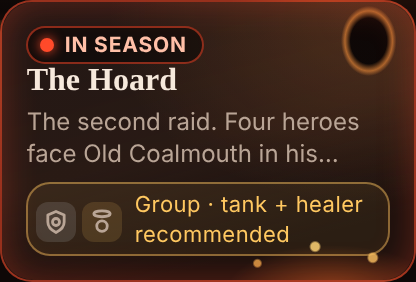 IN SEASON
The Hoard
The second raid. Four heroes
face Old Coalmouth in his...
Group · tank + healer
recommended